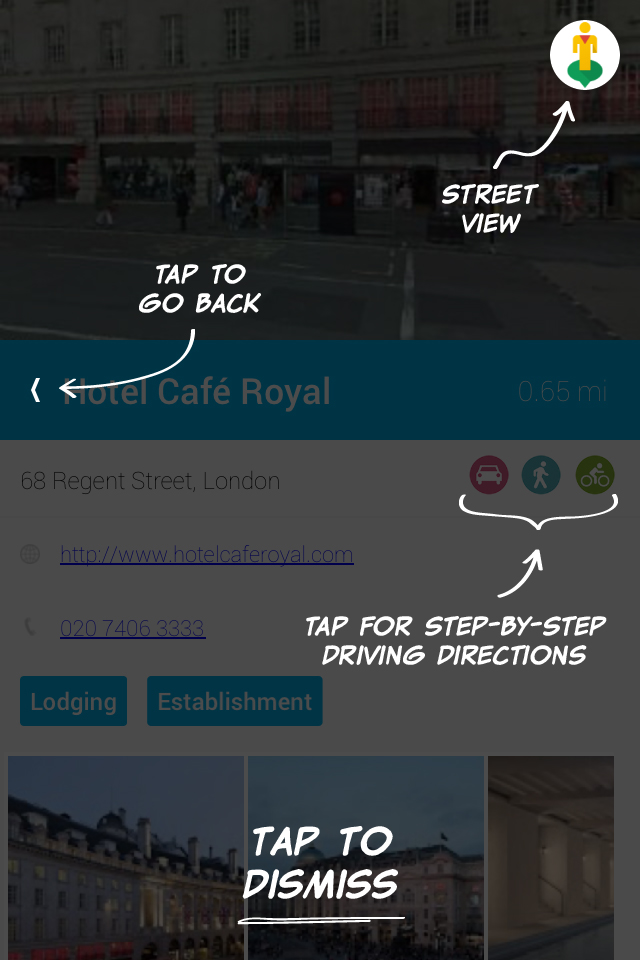 STREET
VIEW
TAP TO
GO BACK
Hotel Café Royal
0.65 mi
68 Regent Street, London
http://www.hotelcaferoyal.com
020 7406 3333
TAP FOR STEP-BY-STEP
DRIVING DIRECTIONS
Lodging
Establishment
TAP TO
DISMISS